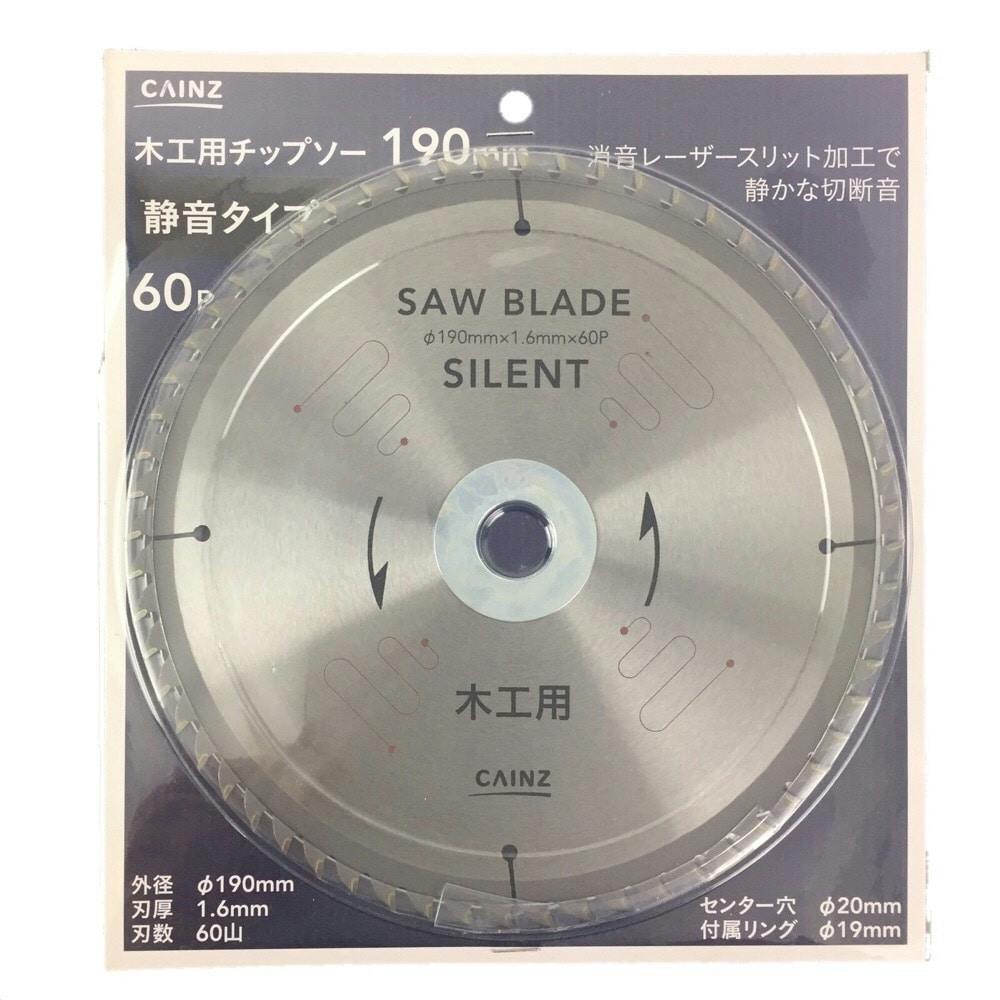 CAINZ
木工用チップソー 190mm
消音レーザースリット加工で
静かな切断音
静音タイプ
60P
SAW BLADE
φ190mm×1.6mm×60P
SILENT
木工用
CAINZ
外径 φ190mm
刃厚 1.6mm
刃数 60山
センター穴 φ20mm
付属リング φ19mm